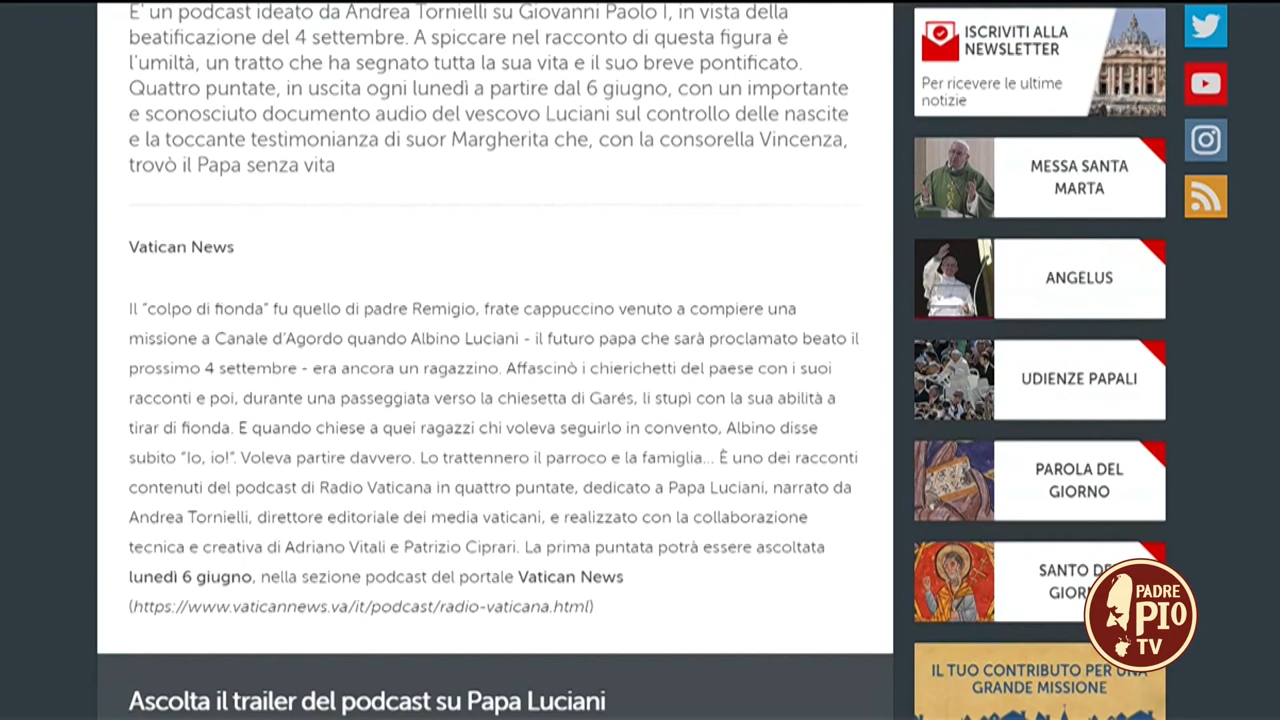 E' un podcast ideato da Andrea Tornielli su Giovanni Paolo I, in vista della
beatificazione del 4 settembre. A spiccare nel racconto di questa figura è
l'umiltà, un tratto che ha segnato tutta la sua vita e il suo breve pontificato.
Quattro puntate, in uscita ogni lunedì a partire dal 6 giugno, con un importante
e sconosciuto documento audio del vescovo Luciani sul controllo delle nascite
e la toccante testimonianza di suor Margherita che, con la consorella Vincenza,
trovò il Papa senza vita
Vatican News
Il “colpo di fionda” fu quello di padre Remigio, frate cappuccino venuto a compiere una
missione a Canale d’Agordo quando Albino Luciani - il futuro papa che sarà proclamato beato il
prossimo 4 settembre - era ancora un ragazzino. Affascinò i chierichetti del paese con i suoi
racconti e poi, durante una passeggiata verso la chiesetta di Garés, li stupì con la sua abilità a
tirar di fionda. E quando chiese a quei ragazzi chi voleva seguirlo in convento, Albino disse
subito “Io, io!”. Voleva partire davvero. Lo trattennero il parroco e la famiglia... È uno dei racconti
contenuti del podcast di Radio Vaticana in quattro puntate, dedicato a Papa Luciani, narrato da
Andrea Tornielli, direttore editoriale dei media vaticani, e realizzato con la collaborazione
tecnica e creativa di Adriano Vitali e Patrizio Ciprari. La prima puntata potrà essere ascoltata
lunedì 6 giugno, nella sezione podcast del portale Vatican News
(https://www.vaticannews.va/it/podcast/radio-vaticana.html)
Ascolta il trailer del podcast su Papa Luciani
ISCRIVITI ALLA
NEWSLETTER
Per ricevere le ultime
notizie
MESSA SANTA
MARTA
ANGELUS
UDIENZE PAPALI
PAROLA DEL
GIORNO
SANTO
IL TUO CONTRIBUTO PER UNA
GRANDE MISSIONE
PADRE
PIO
TV